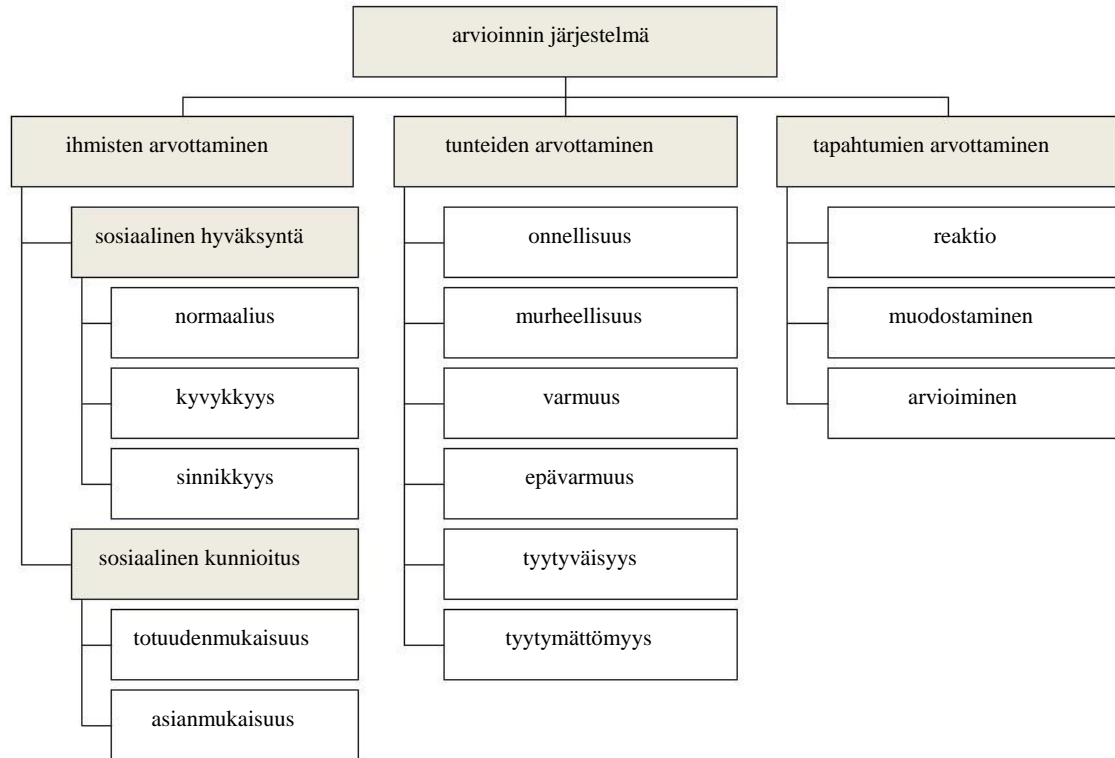 arvioinnin järjestelmä
ihmisten arvottaminen
sosiaalinen hyväksyntä
normaalius
kyvykkyys
sinnikkyys
sosiaalinen kunnioitus
totuudenmukaisuus
asianmukaisuus
tunteiden arvottaminen
onnellisuus
murheellisuus
varmuus
epävarmuus
tyytyväisyys
tyytymättömyys
tapahtumien arvottaminen
reaktio
muodostaminen
arvioiminen